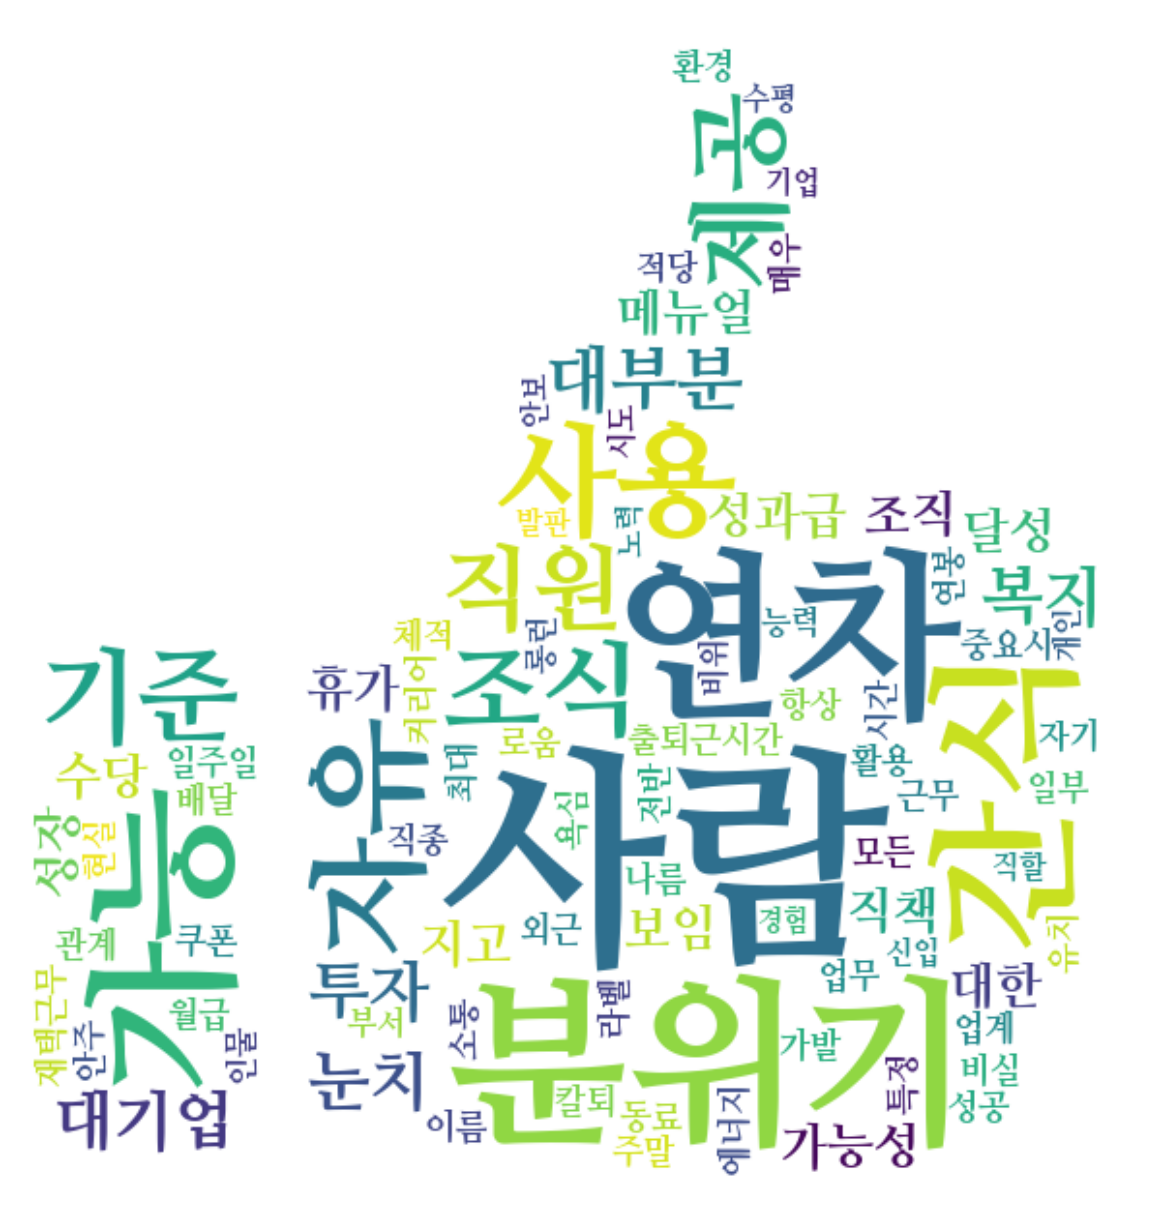 환경
수평
제공
기업
적당
매우
메뉴얼
대부분
안보
시도
사용
발판
노력
성과급
조직
달성
직원
연차
연봉
복지
체적
롱런
능력
개인
중요시
비위
기준
휴가
커리어
조식
항상
시간
간식
자기
로움
출퇴근시간
수당
일주일
자유
최대
전반
활용
일부
배달
욕심
사람
근무
성장
현실
가능
직종
모든
직할
나름
관계
쿠폰
지고
외근
보임
경험
직책
신입
유치
재택근무
안주
월급
인물
투자
부서
소통
라벨
분위기
업무
대한
업계
가발
비실
대기업
눈치
이름
칼퇴
동료
주말
에너지
가능성
특정
성공